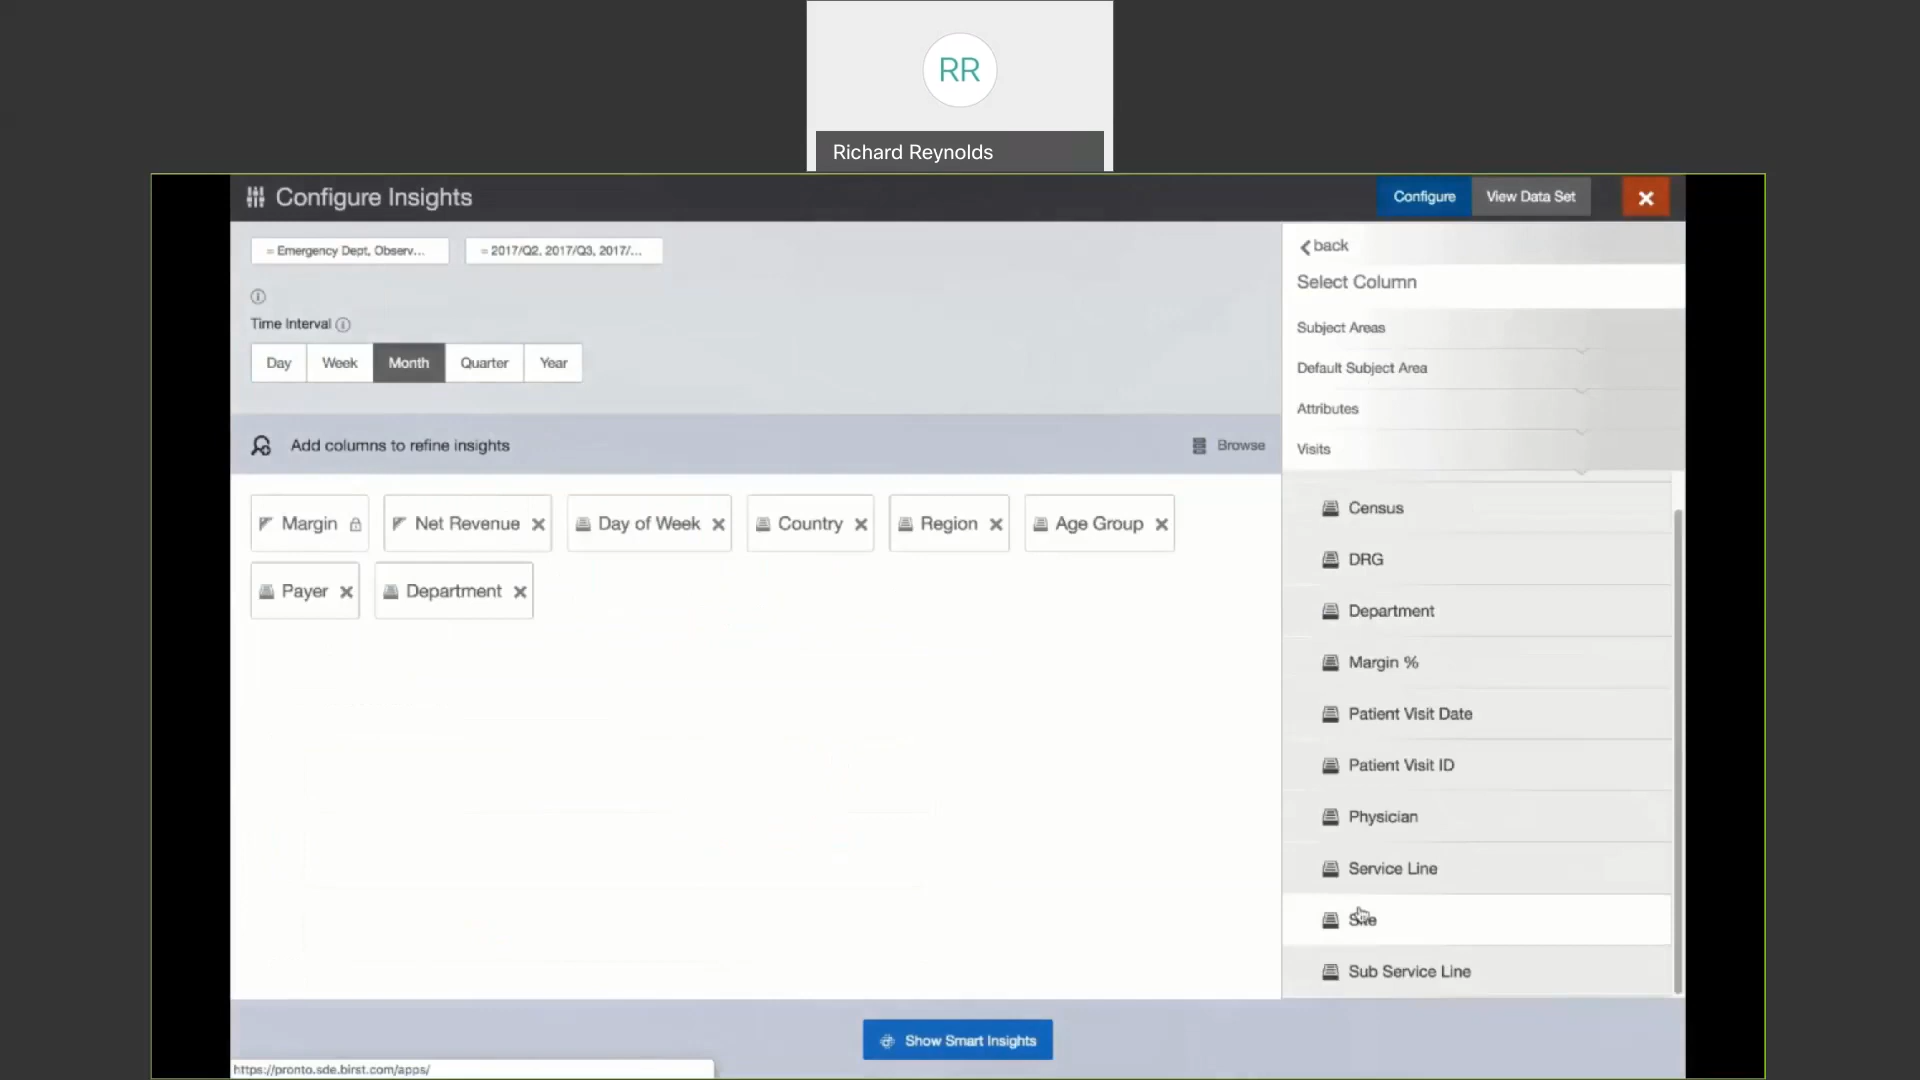 RR
Richard Reynolds
Configure Insights
Configure
View Data Set
= Emergency Dept, Observ...
= 2017/Q2, 2017/Q3, 2017/...
Time Interval
Day
Week
Month
Quarter
Year
Add columns to refine insights
Browse
Margin
Net Revenue
Day of Week
Country
Region
Age Group
Payer
Department
back
Select Column
Subject Areas
Default Subject Area
Attributes
Visits
Census
DRG
Department
Margin %
Patient Visit Date
Patient Visit ID
Physician
Service Line
Sub Service Line
Show Smart Insights
https://pronto.sde.birst.com/apps/